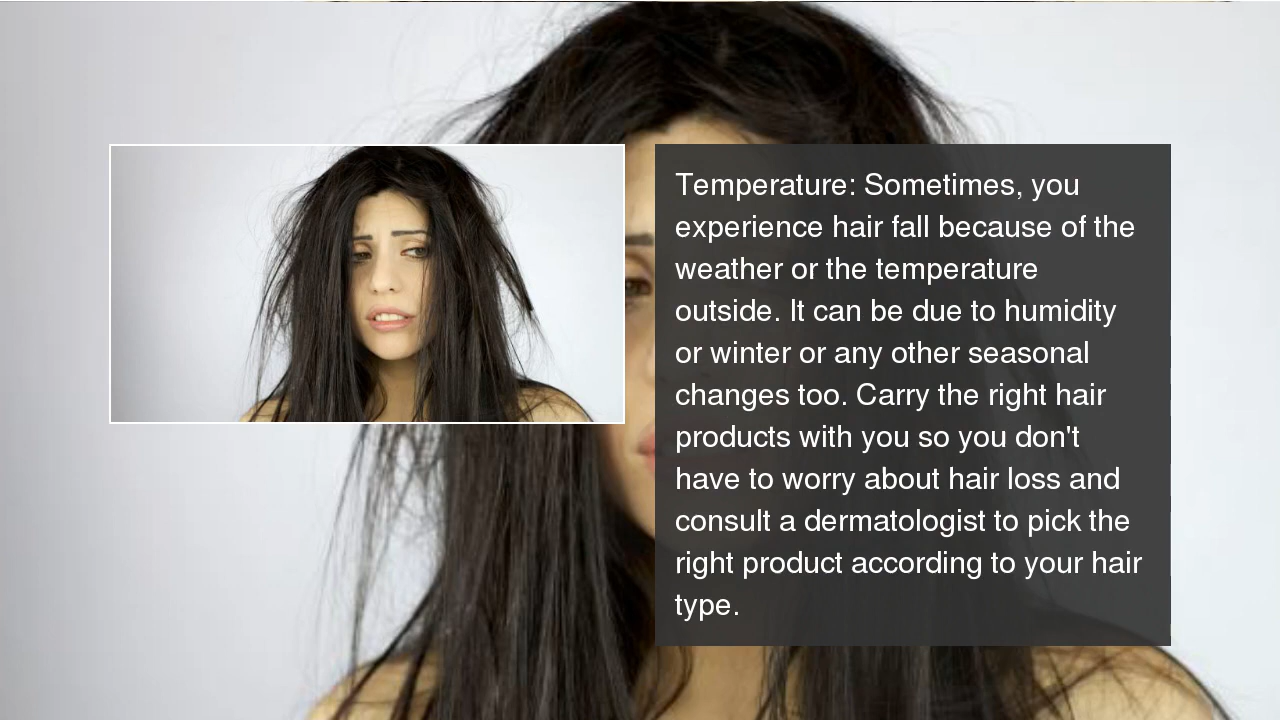 Temperature: Sometimes, you
experience hair fall because of the
weather or the temperature
outside. It can be due to humidity
or winter or any other seasonal
changes too. Carry the right hair
products with you so you don't
have to worry about hair loss and
consult a dermatologist to pick the
right product according to your hair
type.